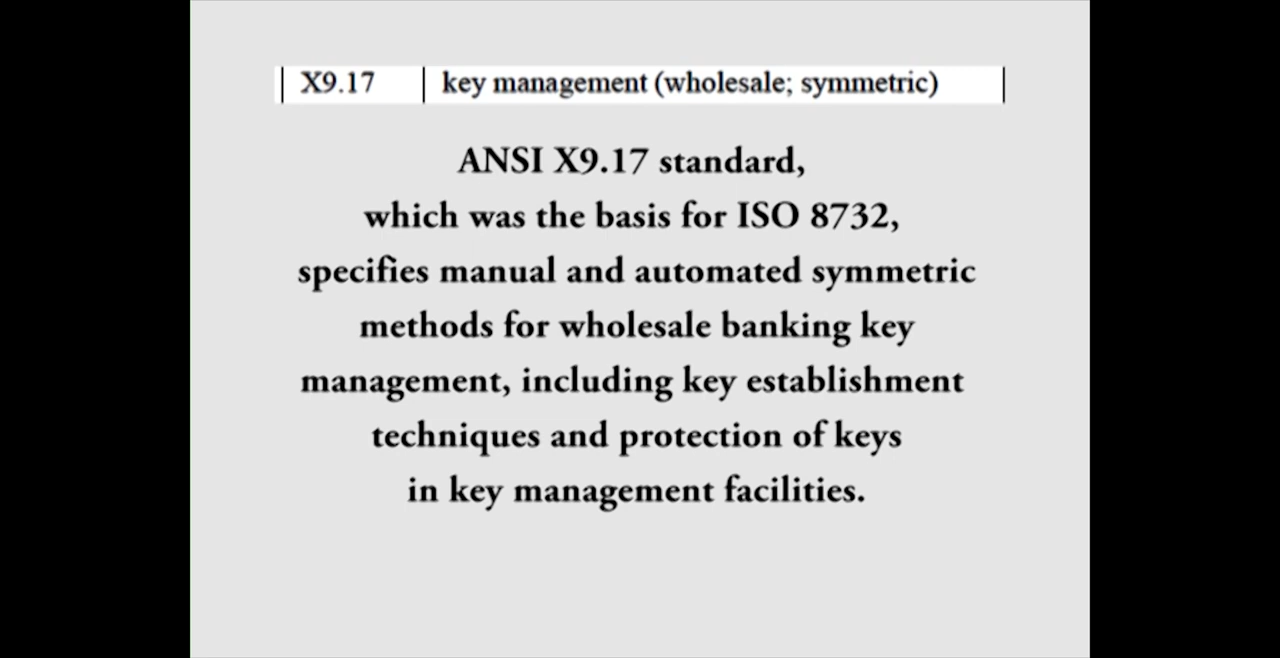 X9.17 key management (wholesale; symmetric)
ANSI X9.17 standard,
which was the basis for ISO 8732,
specifies manual and automated symmetric
methods for wholesale banking key
management, including key establishment
techniques and protection of keys
in key management facilities.